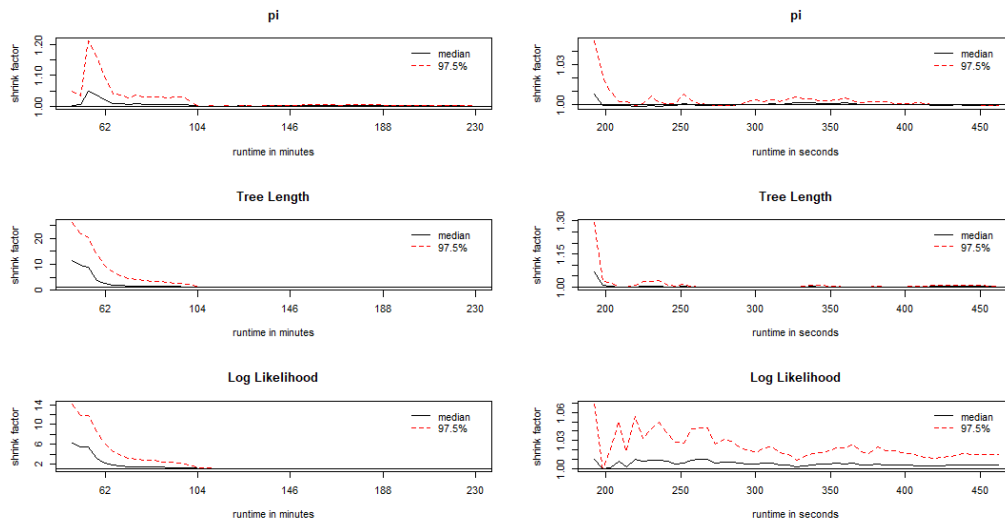 pi
shrink factor
1.00 1.10 1.20
median
97.5%
62 104 146 188 230
runtime in minutes
pi
shrink factor
1.00 1.03
median
97.5%
200 250 300 350 400 450
runtime in seconds
Tree Length
shrink factor
0 10 20
median
97.5%
62 104 146 188 230
runtime in minutes
Tree Length
shrink factor
1.00 1.15 1.30
median
97.5%
200 250 300 350 400 450
runtime in seconds
Log Likelihood
shrink factor
2 6 10 14
median
97.5%
62 104 146 188 230
runtime in minutes
Log Likelihood
shrink factor
1.00 1.03 1.06
median
97.5%
200 250 300 350 400 450
runtime in seconds